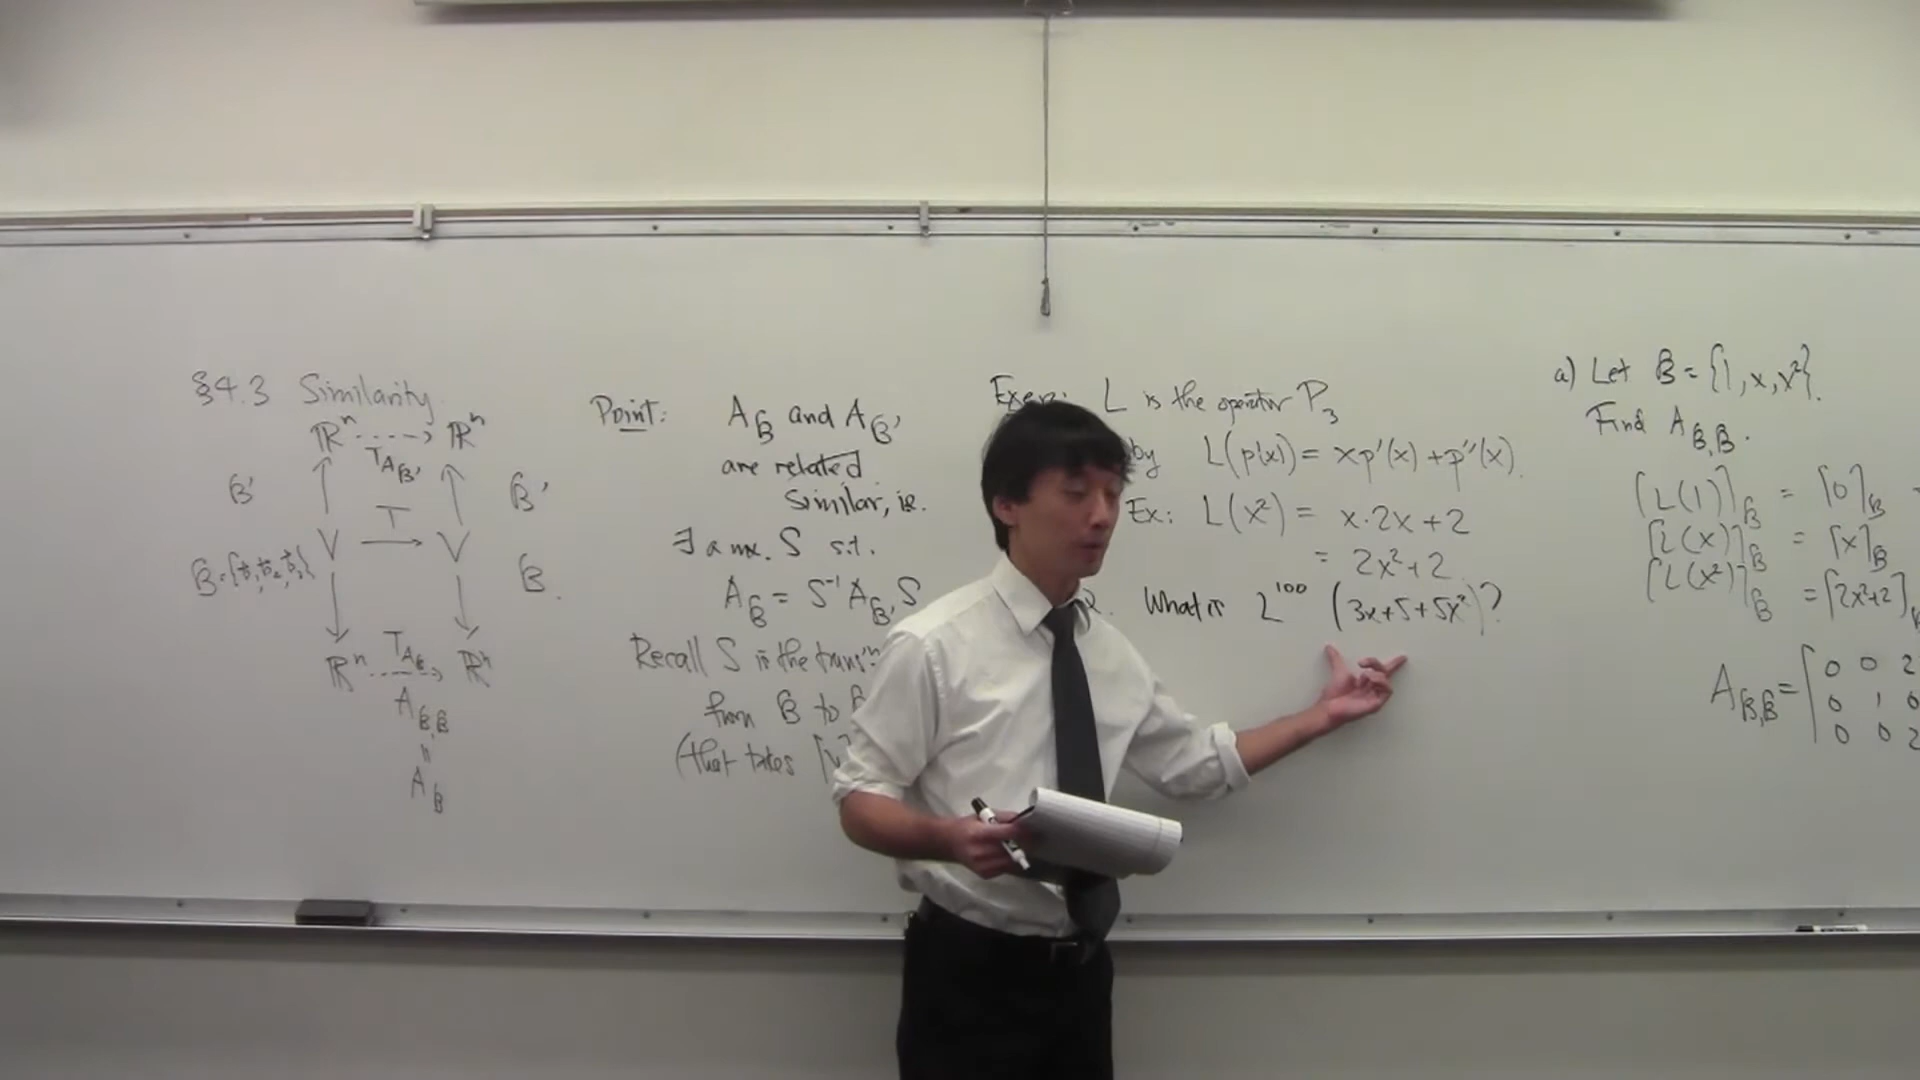 §4.3 Similarity
ℝⁿ ----> ℝⁿ
T_{A_{B'}}
B' B'
T
V → V
B = {b₁, b₂, b₃} B.
T_{A_B}
ℝⁿ ----> ℝⁿ
A_{B,B}
=
A_B
Point: A_B and A_{B'}
are related
similar, ie.
∃ a mx. S s.t.
A_B = S⁻¹ A_{B'} S
Recall S is the trans'n
from B to
(that takes [v]
Exer: L is the operator P₃
by L(p(x)) = xp'(x) + p''(x).
Ex: L(x²) = x·2x + 2
= 2x² + 2
Q. What is L¹⁰⁰ (3x+5+5x²)?
a) Let B = {1, x, x²}.
Find A_{B,B}.
[L(1)]_B = [0]_B
[L(x)]_B = [x]_B
[L(x²)]_B = [2x²+2]
A_{B,B} = [0 0 2
0 1 0
0 0 2